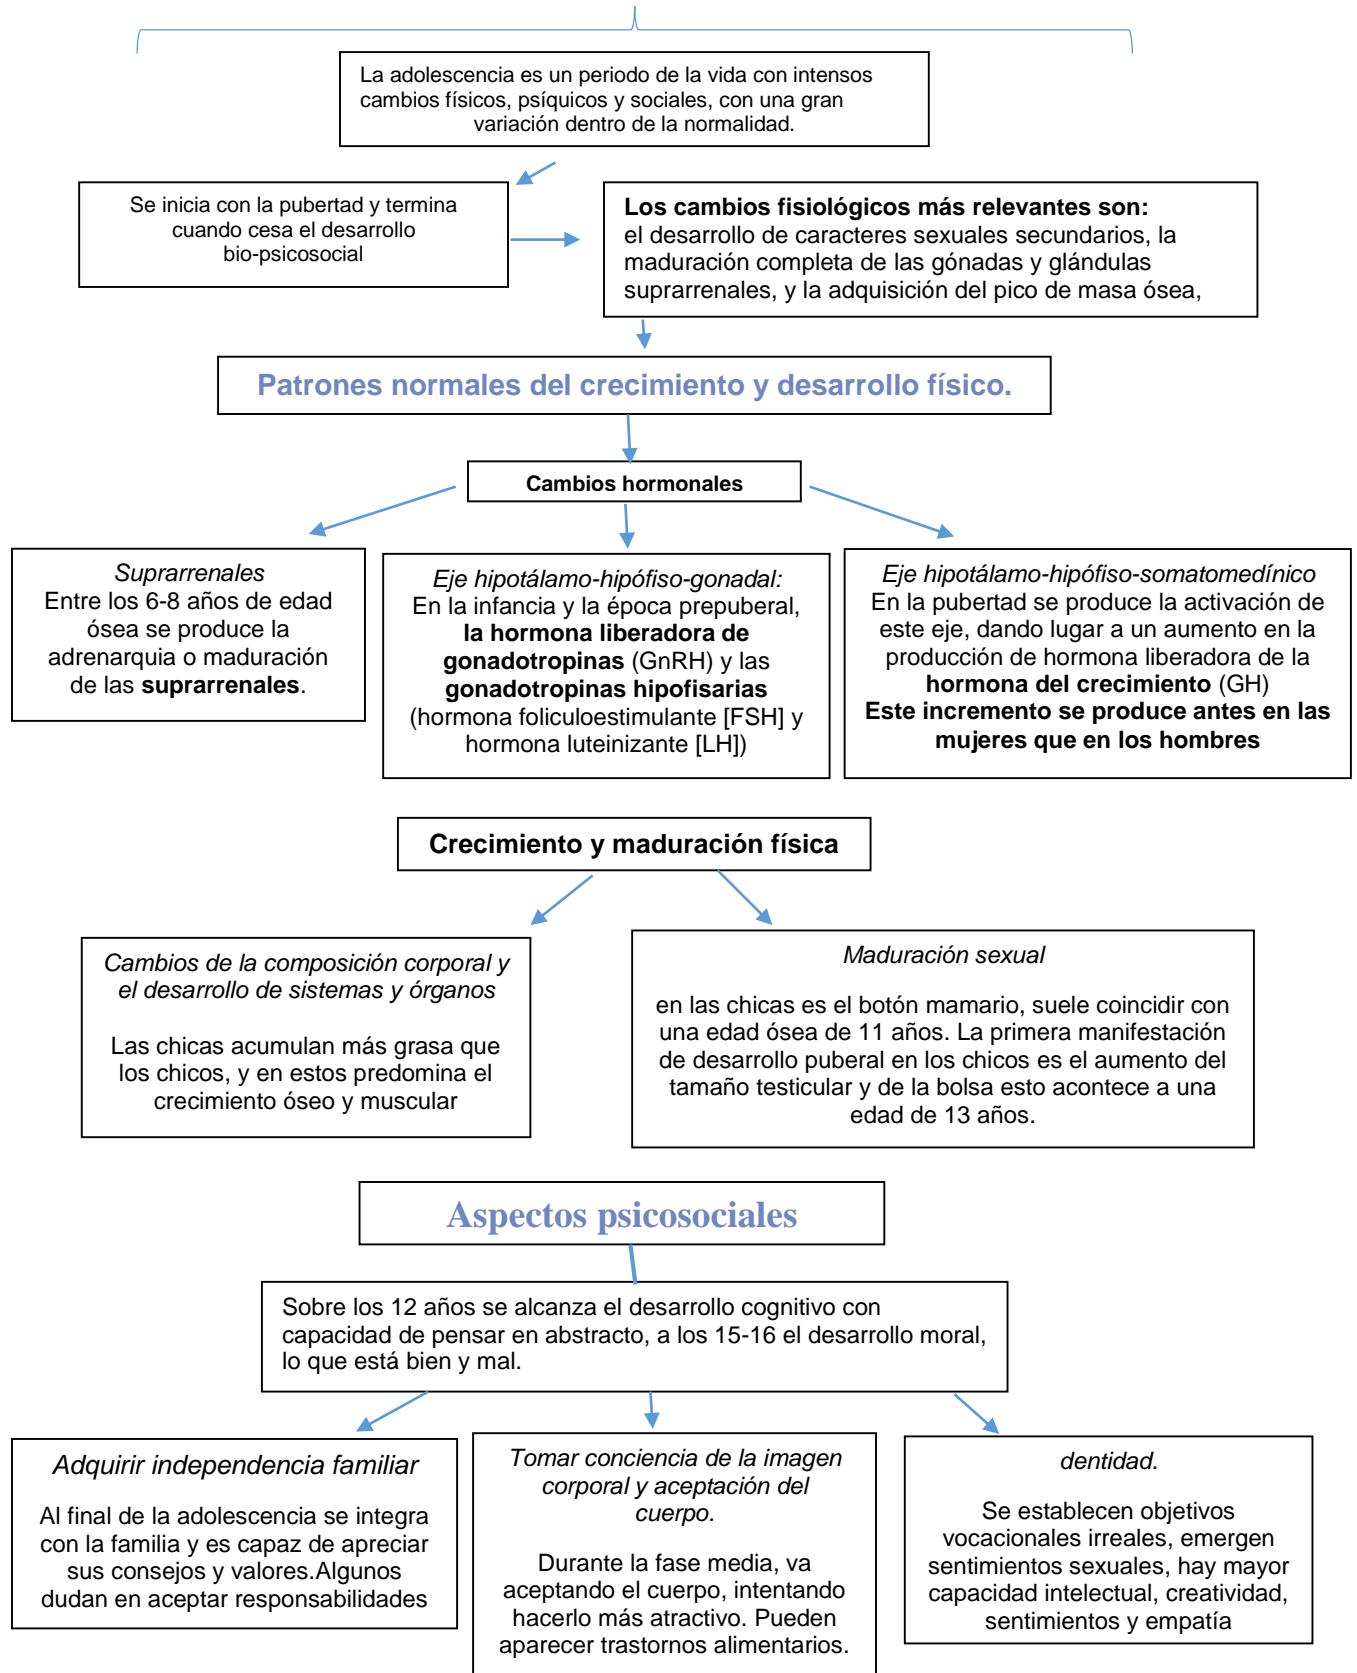 La adolescencia es un periodo de la vida con intensos
cambios físicos, psíquicos y sociales, con una gran
variación dentro de la normalidad.
Se inicia con la pubertad y termina
cuando cesa el desarrollo
bio-psicosocial
Los cambios fisiológicos más relevantes son:
el desarrollo de caracteres sexuales secundarios, la
maduración completa de las gónadas y glándulas
suprarrenales, y la adquisición del pico de masa ósea,
Patrones normales del crecimiento y desarrollo físico.
Cambios hormonales
Suprarrenales
Entre los 6-8 años de edad
ósea se produce la
adrenarquia o maduración
de las suprarrenales.
Eje hipotálamo-hipófiso-gonadal:
En la infancia y la época prepuberal,
la hormona liberadora de
gonadotropinas (GnRH) y las
gonadotropinas hipofisarias
(hormona foliculoestimulante [FSH] y
hormona luteinizante [LH])
Eje hipotálamo-hipófiso-somatomedínico
En la pubertad se produce la activación de
este eje, dando lugar a un aumento en la
producción de hormona liberadora de la
hormona del crecimiento (GH)
Este incremento se produce antes en las
mujeres que en los hombres
Crecimiento y maduración física
Cambios de la composición corporal y
el desarrollo de sistemas y órganos
Las chicas acumulan más grasa que
los chicos, y en estos predomina el
crecimiento óseo y muscular
Maduración sexual
en las chicas es el botón mamario, suele coincidir con
una edad ósea de 11 años. La primera manifestación
de desarrollo puberal en los chicos es el aumento del
tamaño testicular y de la bolsa esto acontece a una
edad de 13 años.
Aspectos psicosociales
Sobre los 12 años se alcanza el desarrollo cognitivo con
capacidad de pensar en abstracto, a los 15-16 el desarrollo moral,
lo que está bien y mal.
Adquirir independencia familiar
Al final de la adolescencia se integra
con la familia y es capaz de apreciar
sus consejos y valores.Algunos
dudan en aceptar responsabilidades
Tomar conciencia de la imagen
corporal y aceptación del
cuerpo.
Durante la fase media, va
aceptando el cuerpo, intentando
hacerlo más atractivo. Pueden
aparecer trastornos alimentarios.
dentidad.
Se establecen objetivos
vocacionales irreales, emergen
sentimientos sexuales, hay mayor
capacidad intelectual, creatividad,
sentimientos y empatía